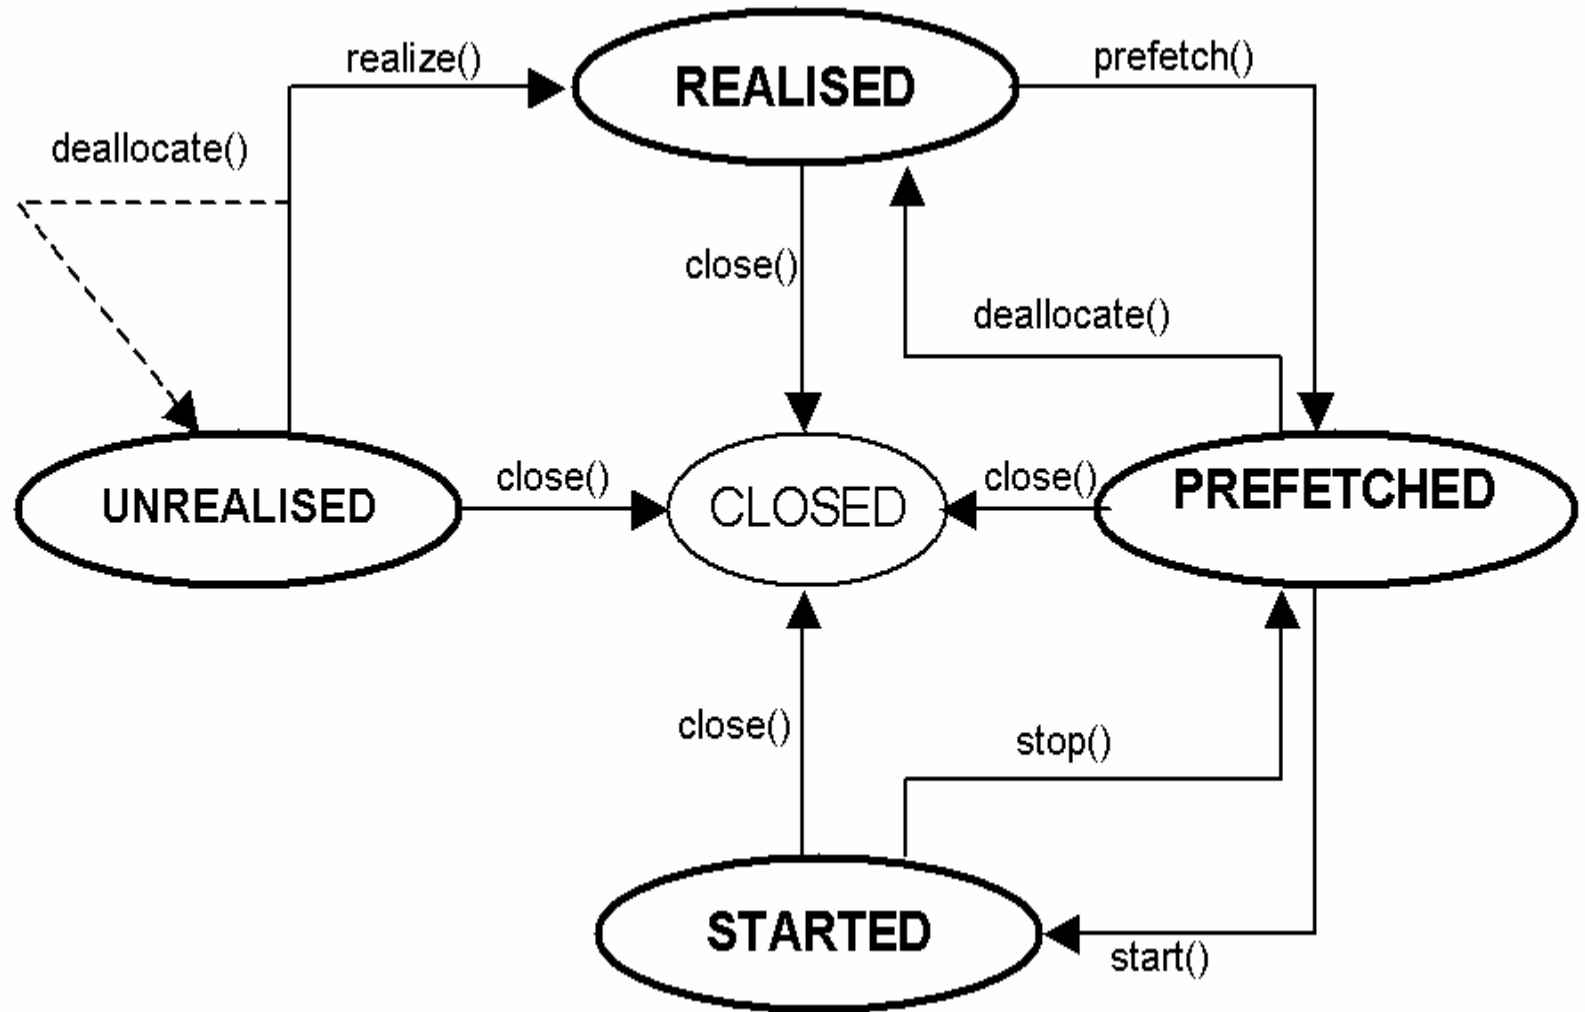 realize()
REALISED
prefetch()
deallocate()
close()
deallocate()
UNREALISED
close()
CLOSED
close()
PREFETCHED
close()
stop()
STARTED
start()